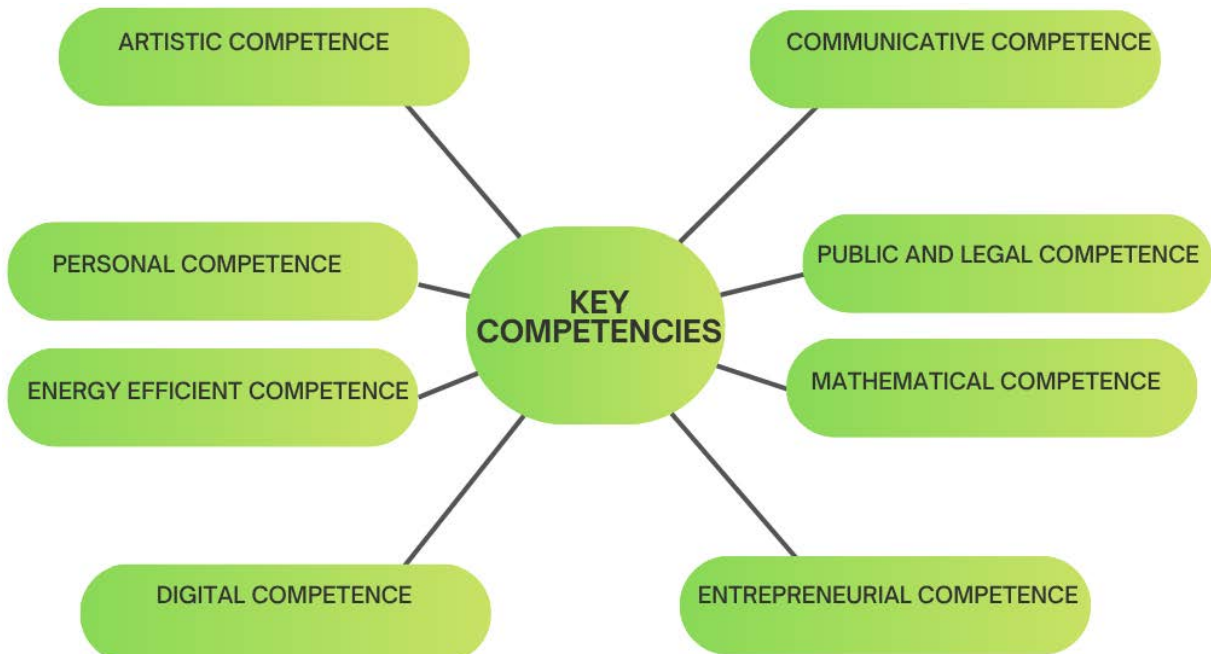 ARTISTIC COMPETENCE
COMMUNICATIVE COMPETENCE
PERSONAL COMPETENCE
PUBLIC AND LEGAL COMPETENCE
KEY
COMPETENCIES
ENERGY EFFICIENT COMPETENCE
MATHEMATICAL COMPETENCE
DIGITAL COMPETENCE
ENTREPRENEURIAL COMPETENCE